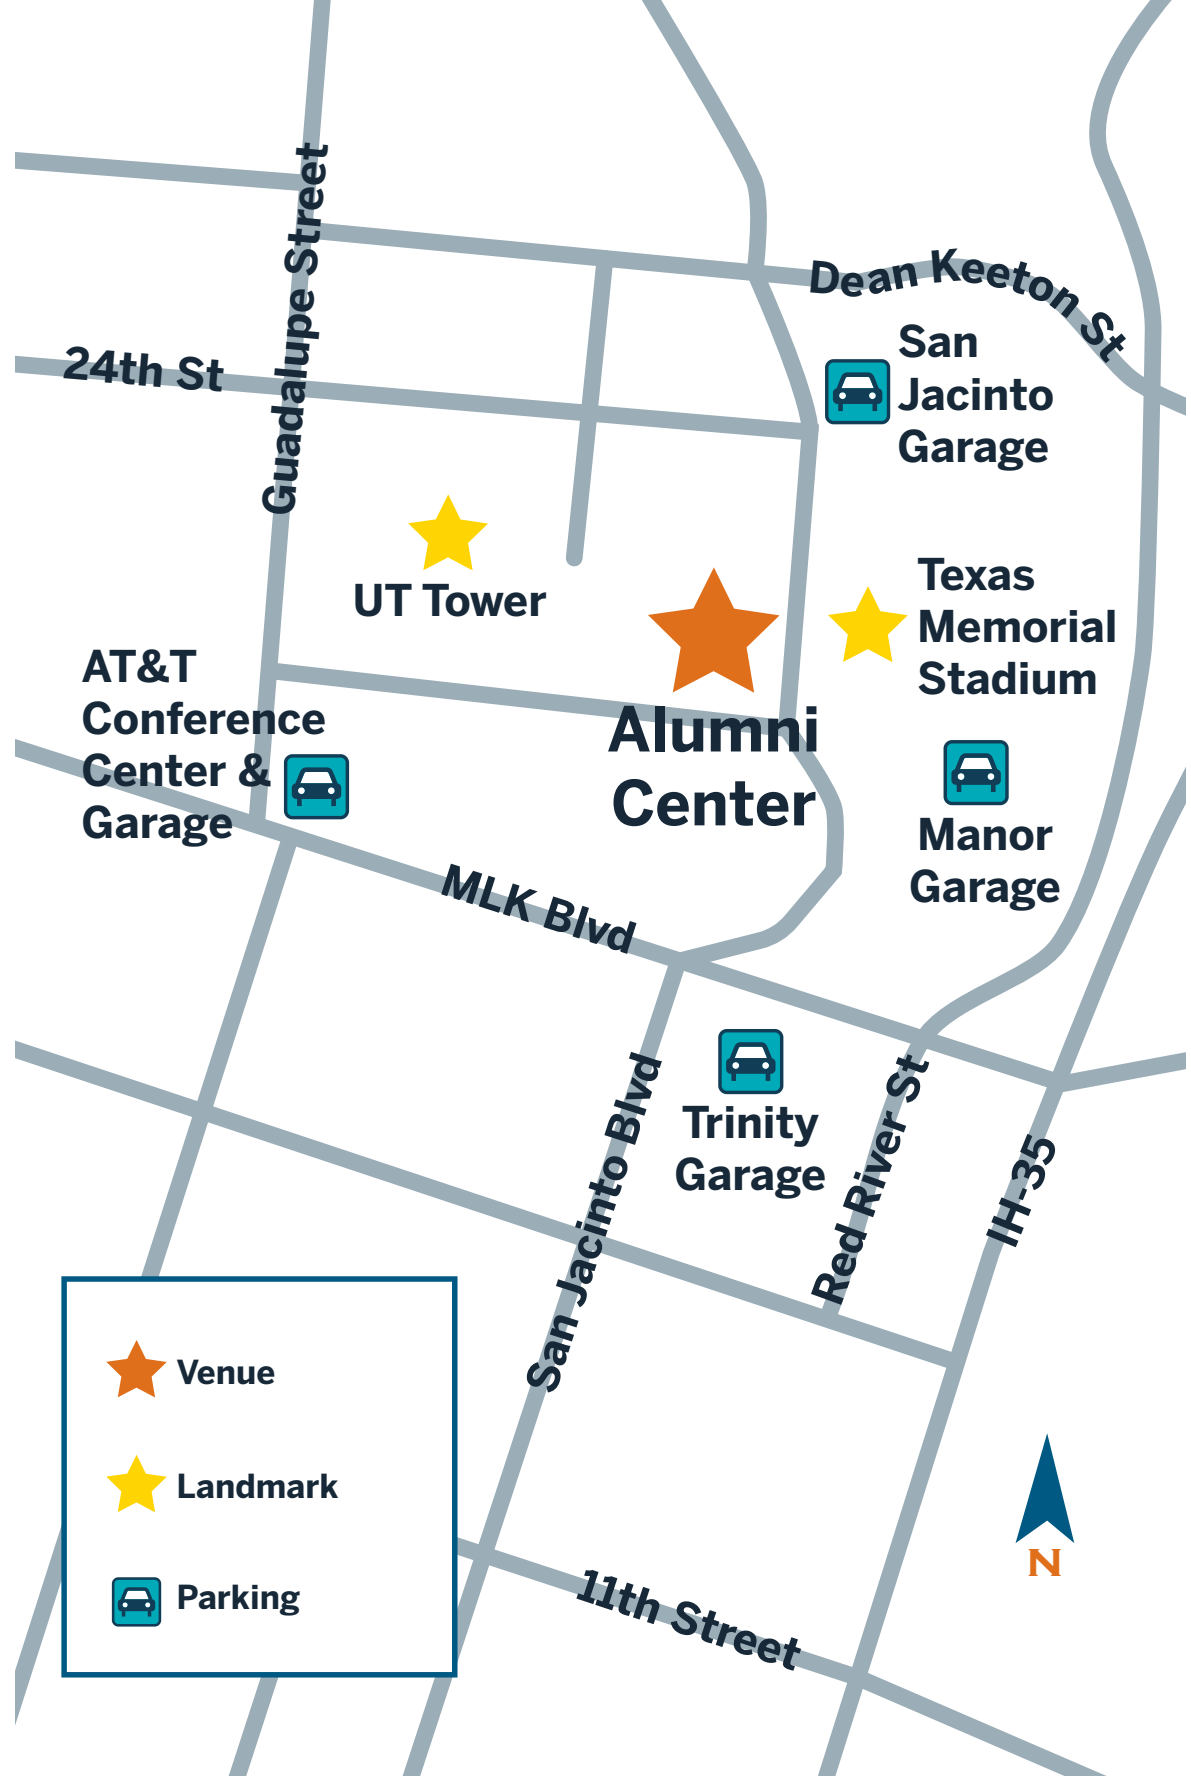 Guadalupe Street
Dean Keeton St
24th St
San
Jacinto
Garage
UT Tower
Texas
Memorial
Stadium
AT&T
Conference
Center &
Garage
Alumni
Center
Manor
Garage
MLK Blvd
San Jacinto Blvd
Trinity
Garage
Red River St
IH-35
Venue
Landmark
Parking
11th Street
N